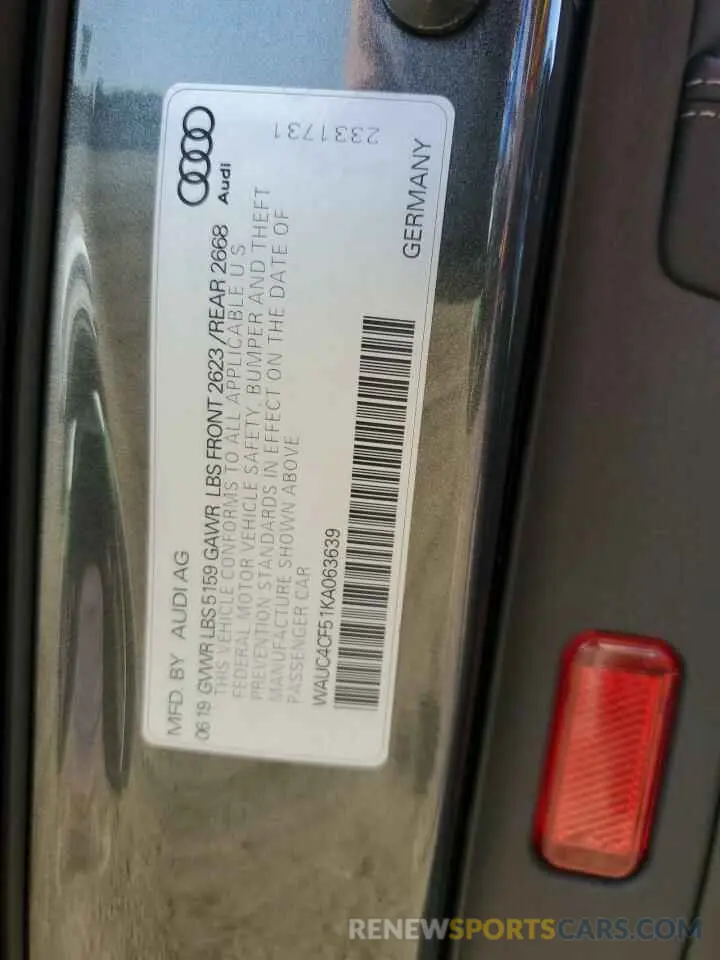 MFD. BY AUDI AG
Audi
06 19 GVWR LBS 5159 GAWR LBS FRONT 2623 /REAR 2668
THIS VEHICLE CONFORMS TO ALL APPLICABLE U S
FEDERAL MOTOR VEHICLE SAFETY, BUMPER AND THEFT
PREVENTION STANDARDS IN EFFECT ON THE DATE OF
MANUFACTURE SHOWN ABOVE
PASSENGER CAR
2331731
WAUC4CF51KA063639
GERMANY
RENEWSPORTSCARS.COM